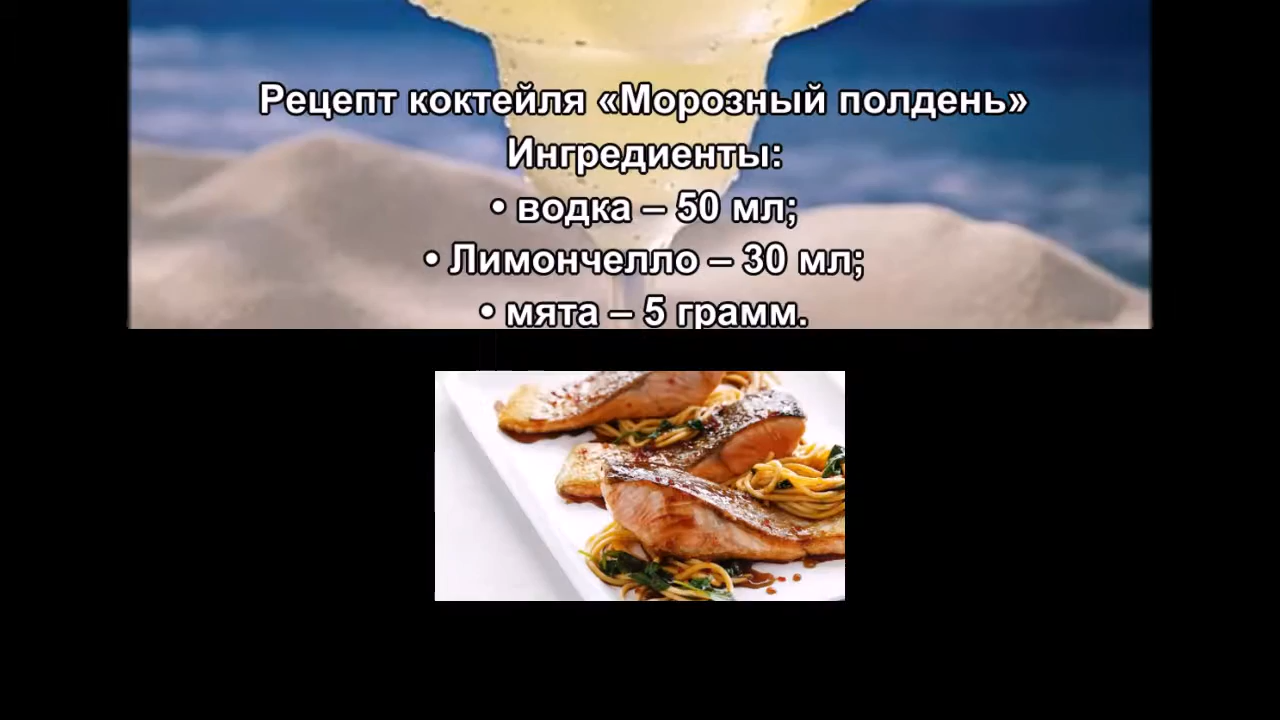 Рецепт коктейля «Морозный полдень»
Ингредиенты:
• водка – 50 мл;
• Лимончелло – 30 мл;
• мята – 5 грамм.